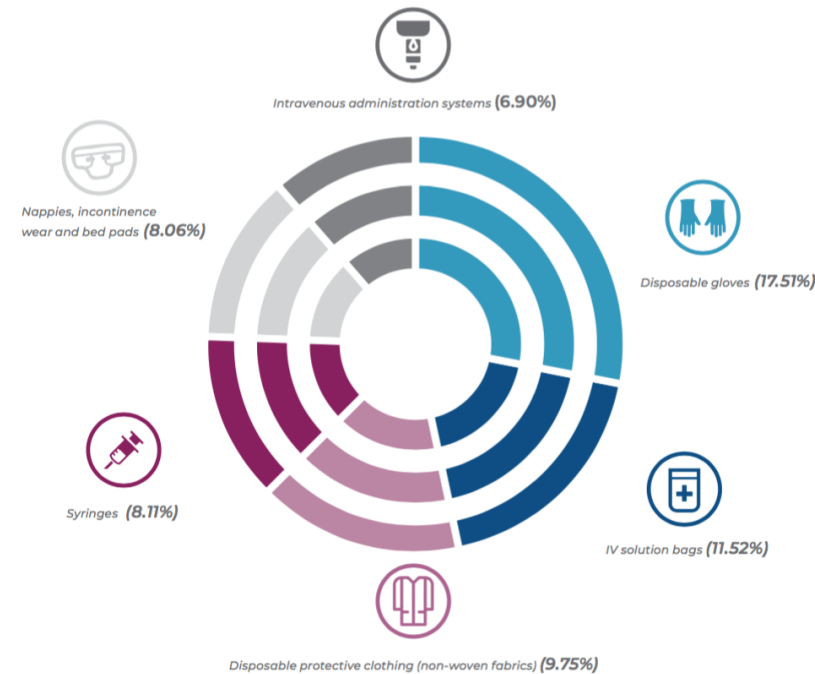 Intravenous administration systems (6.90%)
Nappies, incontinence
wear and bed pads (8.06%)
Disposable gloves (17.51%)
Syringes (8.11%)
IV solution bags (11.52%)
Disposable protective clothing (non-woven fabrics) (9.75%)